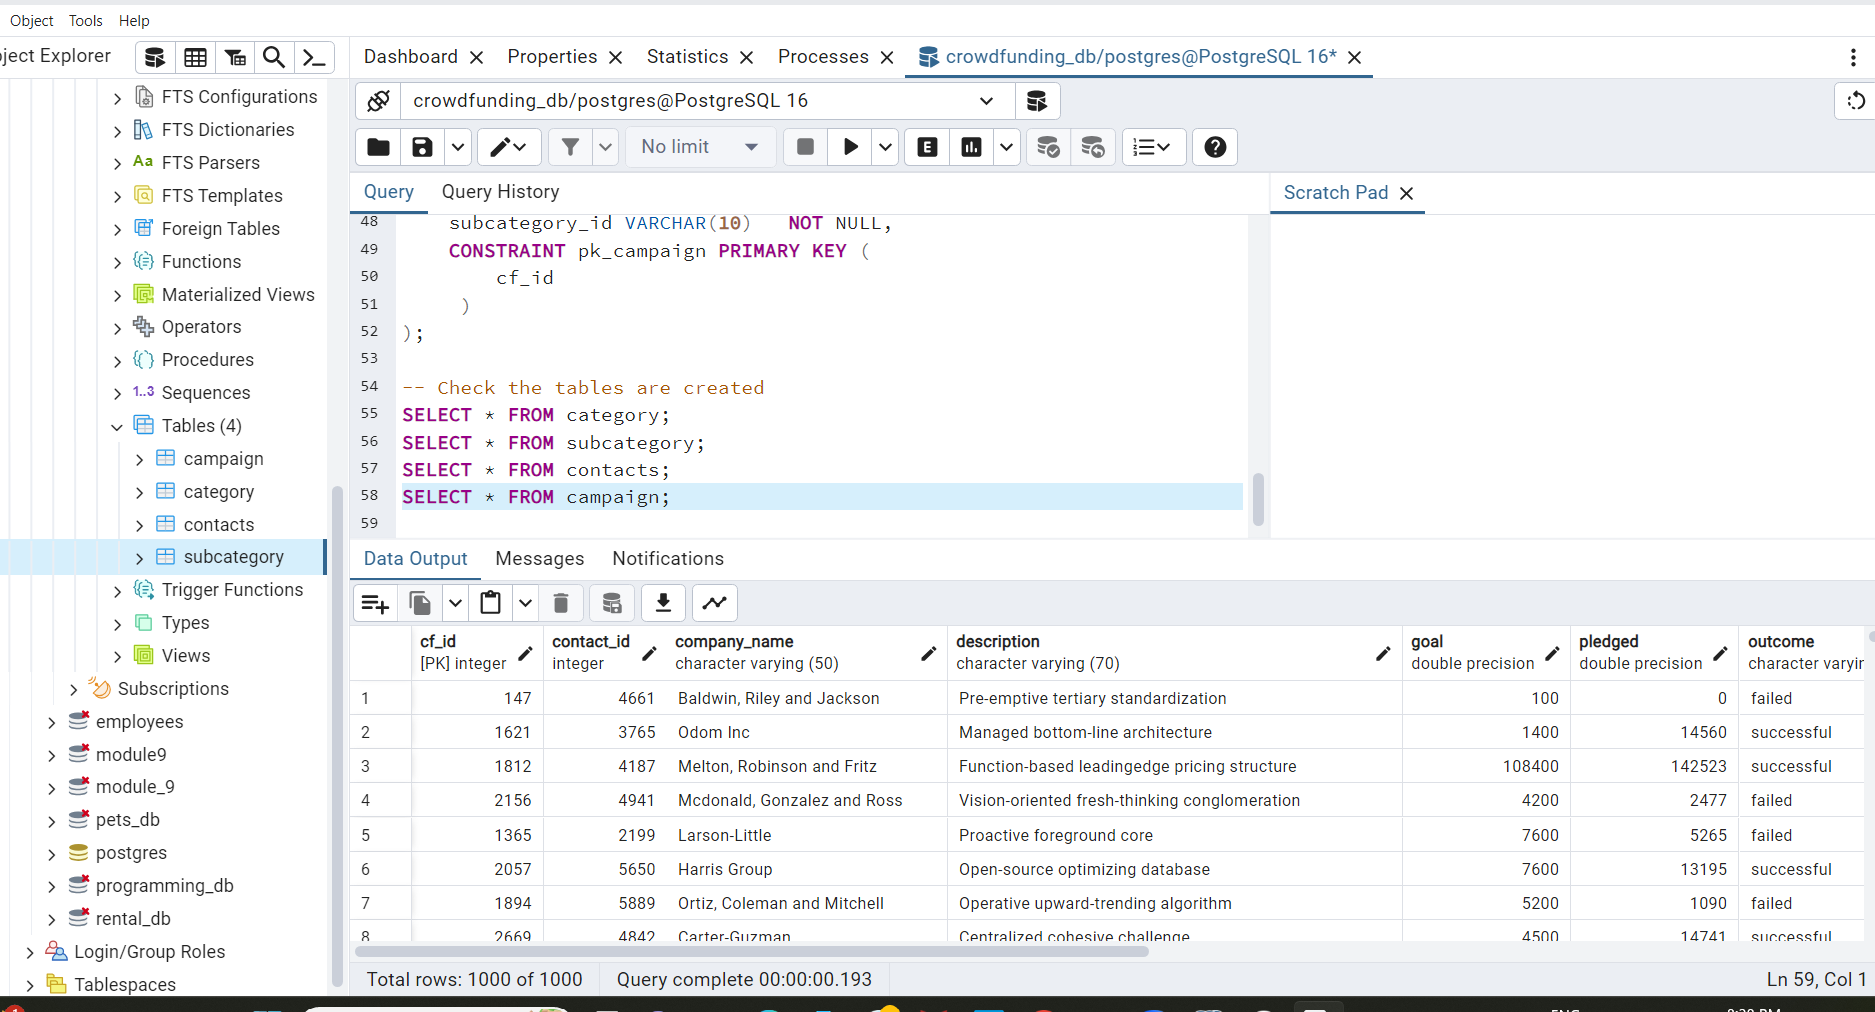 Object Tools Help
ject Explorer
Dashboard Properties Statistics Processes crowdfunding_db/postgres@PostgreSQL 16*
crowdfunding_db/postgres@PostgreSQL 16
No limit
E
FTS Configurations
FTS Dictionaries
Aa FTS Parsers
FTS Templates
Foreign Tables
Functions
Materialized Views
Operators
Procedures
1..3 Sequences
Tables (4)
campaign
category
contacts
subcategory
Trigger Functions
Types
Views
Subscriptions
employees
module9
module_9
pets_db
postgres
programming_db
rental_db
Login/Group Roles
Tablespaces
Query Query History
Scratch Pad
48 subcategory_id VARCHAR(10) NOT NULL,
49 CONSTRAINT pk_campaign PRIMARY KEY (
50 cf_id
51 )
52 );
53
54 -- Check the tables are created
55 SELECT * FROM category;
56 SELECT * FROM subcategory;
57 SELECT * FROM contacts;
58 SELECT * FROM campaign;
59
Data Output Messages Notifications
cf_id contact_id company_name description goal pledged outcome
[PK] integer integer character varying (50) character varying (70) double precision double precision character varyin
1 147 4661 Baldwin, Riley and Jackson Pre-emptive tertiary standardization 100 0 failed
2 1621 3765 Odom Inc Managed bottom-line architecture 1400 14560 successful
3 1812 4187 Melton, Robinson and Fritz Function-based leadingedge pricing structure 108400 142523 successful
4 2156 4941 Mcdonald, Gonzalez and Ross Vision-oriented fresh-thinking conglomeration 4200 2477 failed
5 1365 2199 Larson-Little Proactive foreground core 7600 5265 failed
6 2057 5650 Harris Group Open-source optimizing database 7600 13195 successful
7 1894 5889 Ortiz, Coleman and Mitchell Operative upward-trending algorithm 5200 1090 failed
8 2669 4842 Carter-Guzman Centralized cohesive challenge 4500 14741 successful
Total rows: 1000 of 1000 Query complete 00:00:00.193
Ln 59, Col 1